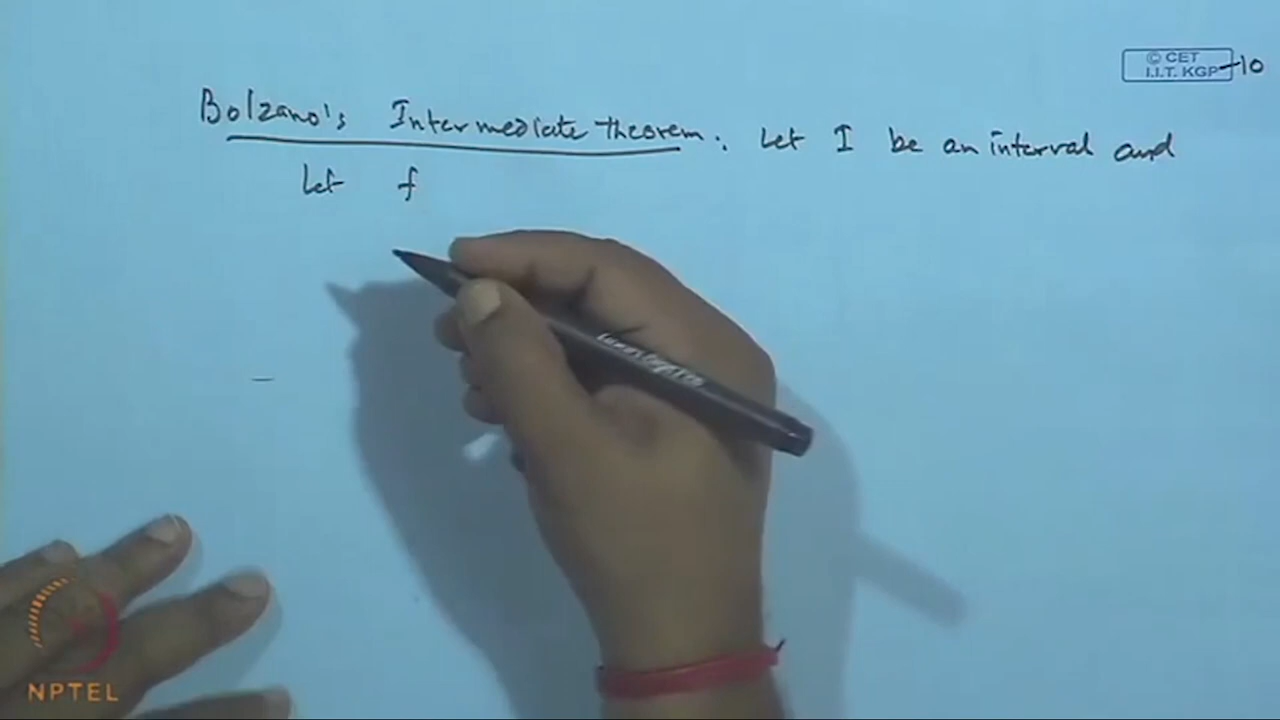 © CET
I.I.T. KGP
-10
Bolzano's Intermediate theorem. Let I be an interval and
Let f
NPTEL